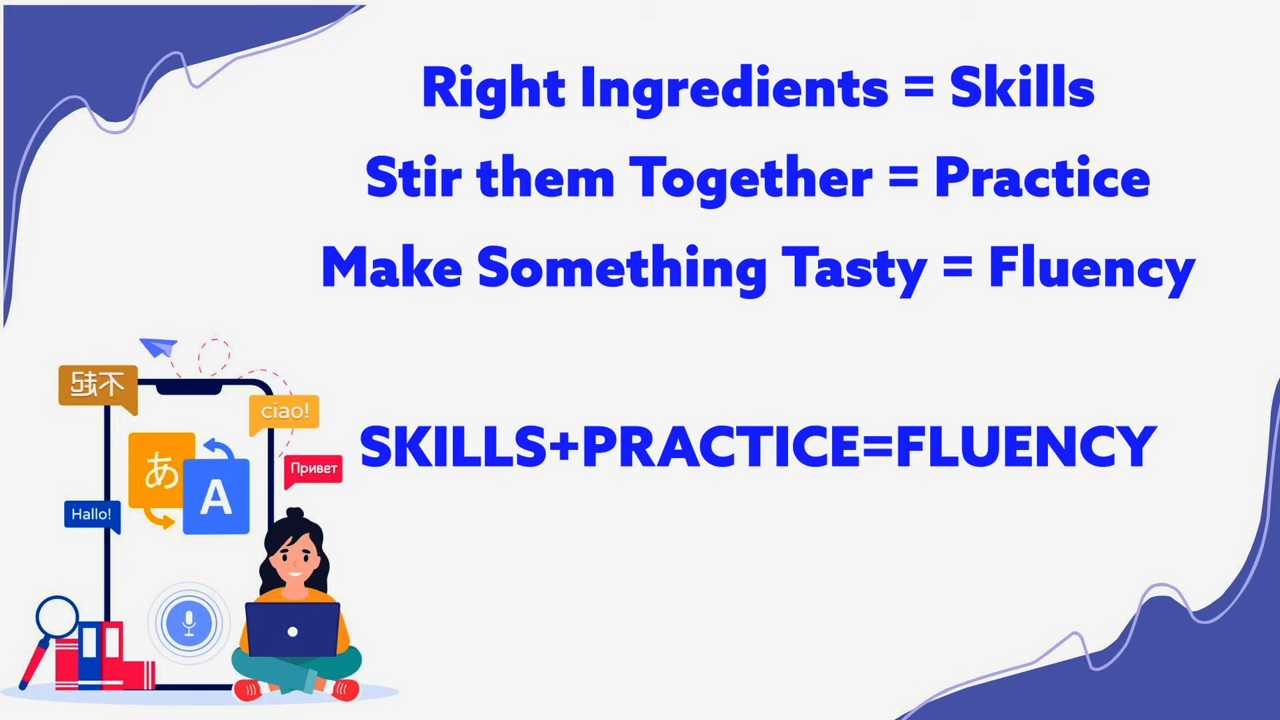 Right Ingredients = Skills
Stir them Together = Practice
Make Something Tasty = Fluency
SKILLS+PRACTICE=FLUENCY
ciao!
あ
A
Привет
Hallo!